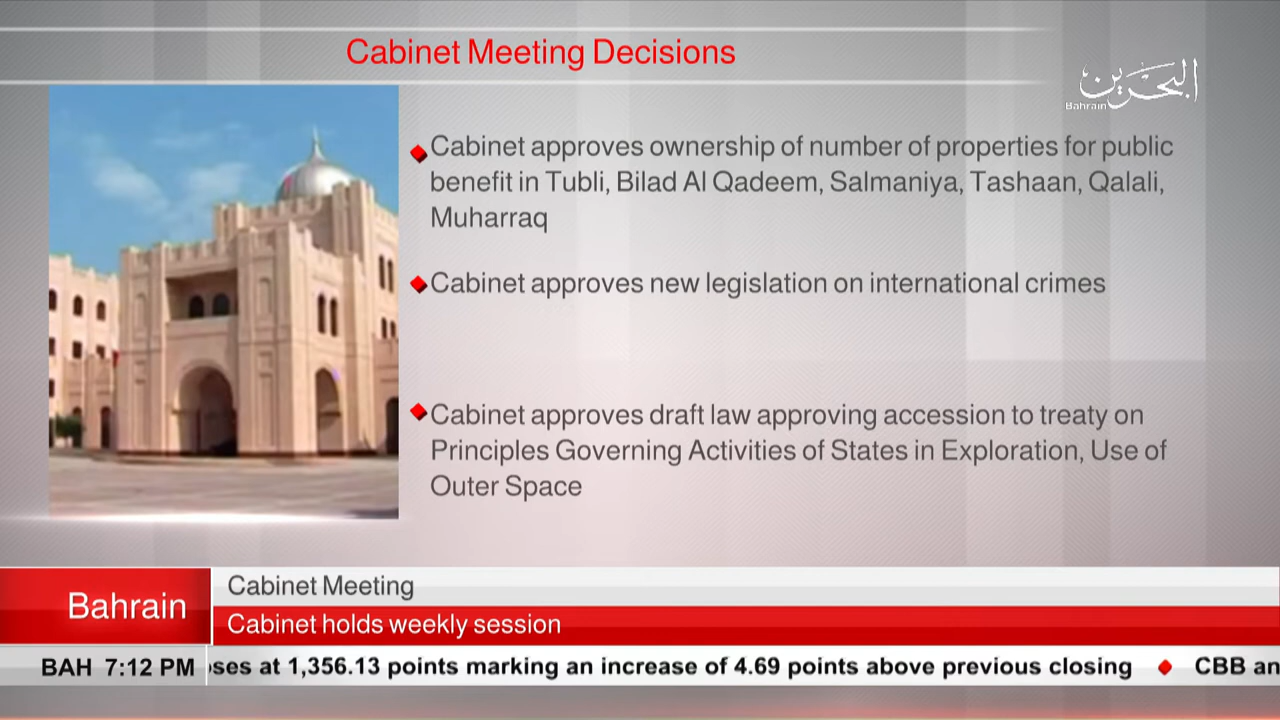 Cabinet Meeting Decisions
البحرين
Bahrain
Cabinet approves ownership of number of properties for public
benefit in Tubli, Bilad Al Qadeem, Salmaniya, Tashaan, Qalali,
Muharraq
Cabinet approves new legislation on international crimes
Cabinet approves draft law approving accession to treaty on
Principles Governing Activities of States in Exploration, Use of
Outer Space
Bahrain
Cabinet Meeting
Cabinet holds weekly session
BAH 7:12 PM
at 1,356.13 points marking an increase of 4.69 points above previous closing
CBB